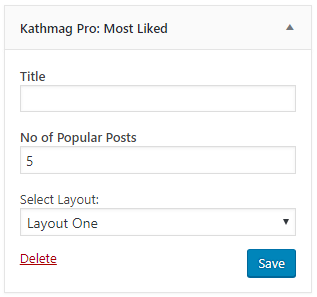 Kathmag Pro: Most Liked
Title
No of Popular Posts
5
Select Layout:
Layout One
Delete
Save